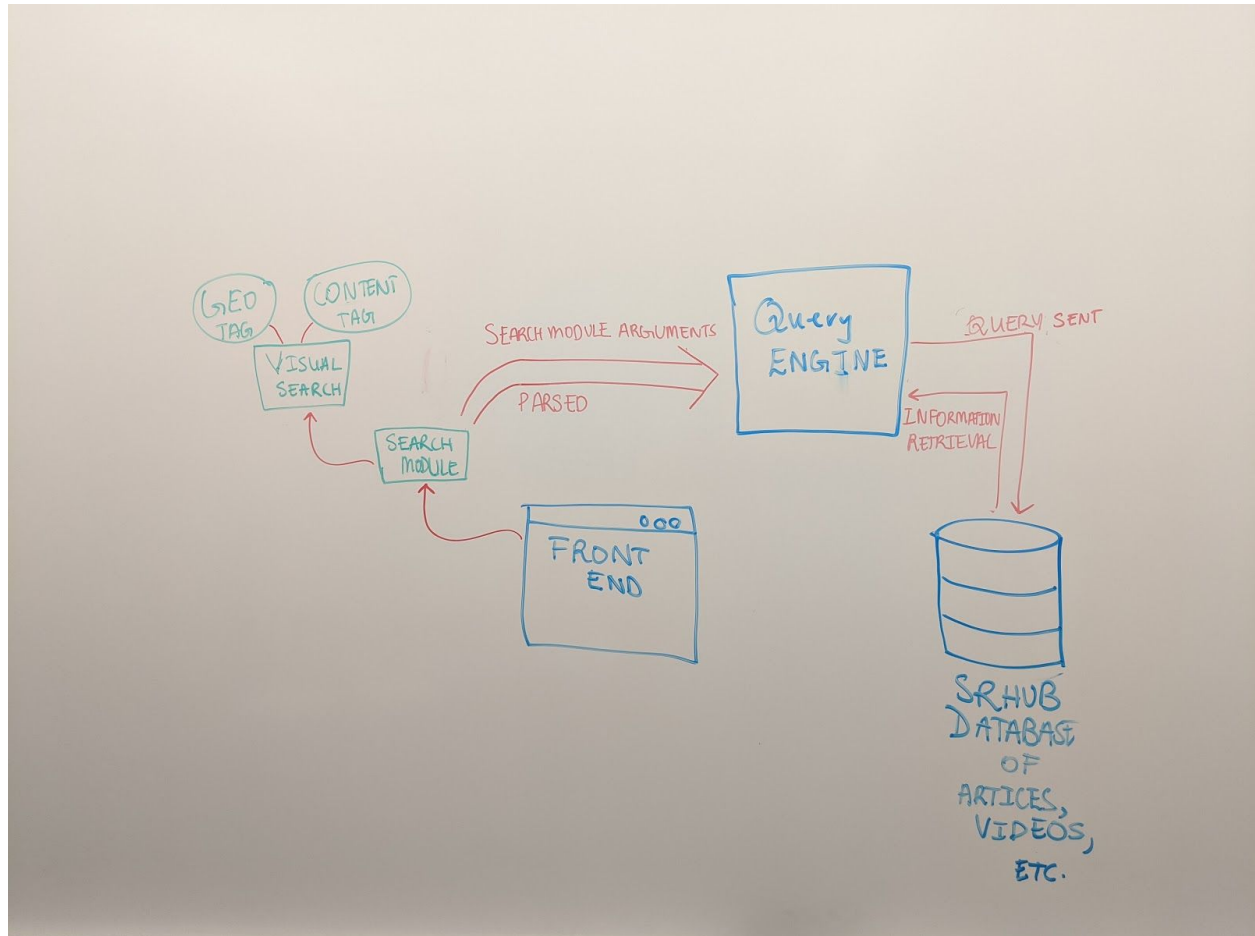 GEO
TAG
CONTENT
TAG
VISUAL
SEARCH
SEARCH
MODULE
SEARCH MODULE ARGUMENTS
PARSED
FRONT
END
Query
ENGINE
QUERY SENT
INFORMATION
RETRIEVAL
SRHUB
DATABASE
OF
ARTICES,
VIDEOS,
ETC.